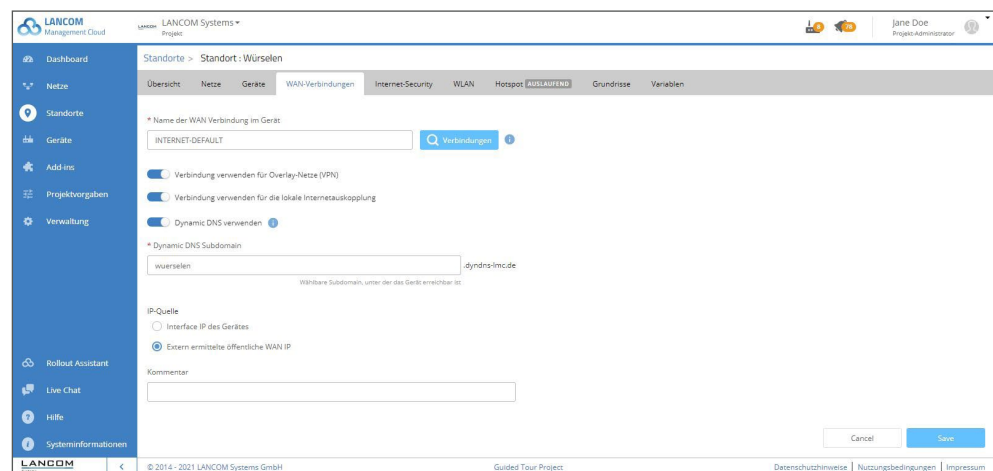 LANCOM
Management Cloud
LANCOM LANCOM Systems
Projekt
Jane Doe
Projekt-Administrator
Dashboard
Netze
Standorte
Geräte
Add-ins
Projektvorgaben
Verwaltung
Rollout Assistant
Live Chat
Hilfe
Systeminformationen
LANCOM
Standorte > Standort : Würselen
Übersicht Netze Geräte WAN-Verbindungen Internet-Security WLAN Hotspot AUSLAUFEND Grundrisse Variablen
* Name der WAN Verbindung im Gerät
INTERNET-DEFAULT Verbindungen
Verbindung verwenden für Overlay-Netze (VPN)
Verbindung verwenden für die lokale Internetauskopplung
Dynamic DNS verwenden
* Dynamic DNS Subdomain
wuerselen .dyndns-lmc.de
Wählbare Subdomain, unter der das Gerät erreichbar ist
IP-Quelle
Interface IP des Gerätes
Extern ermittelte öffentliche WAN IP
Kommentar
Cancel Save
© 2014 - 2021 LANCOM Systems GmbH Guided Tour Project Datenschutzhinweise | Nutzungsbedingungen | Impressum